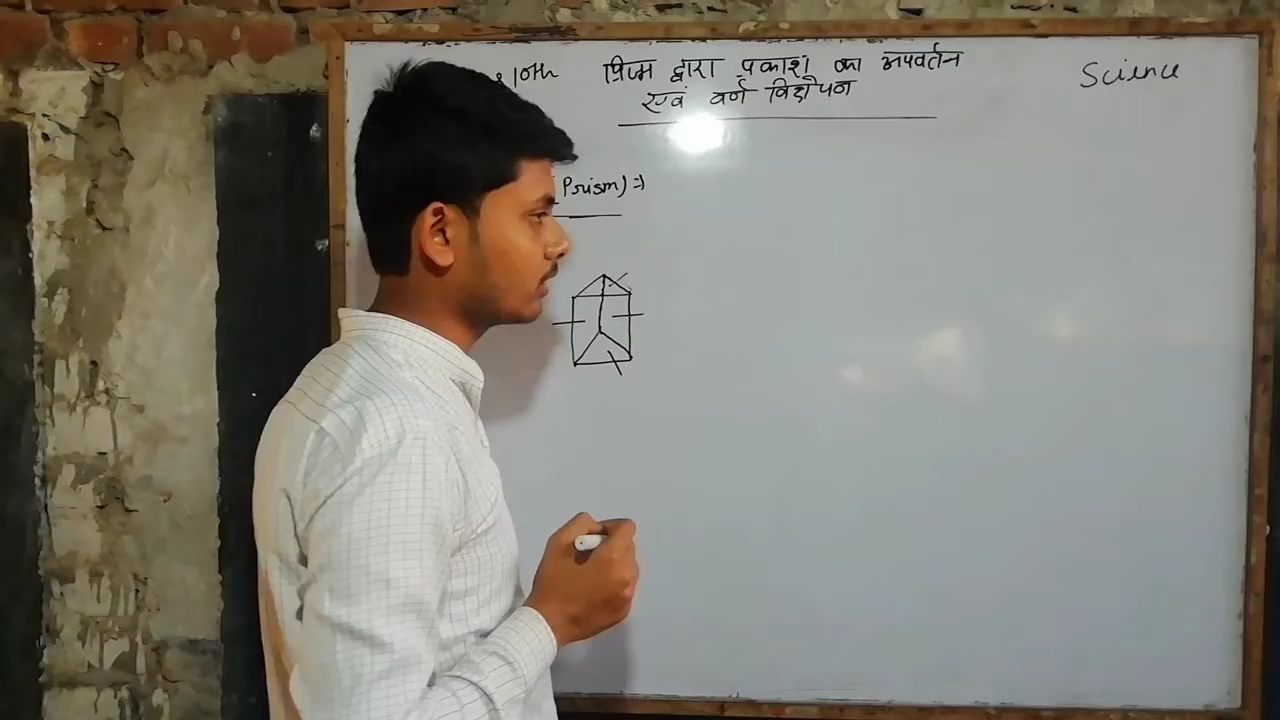 10th प्रिज्म द्वारा प्रकाश का अपवर्तन Science
एवं वर्ण विक्षेपण
(Prism) ⇒